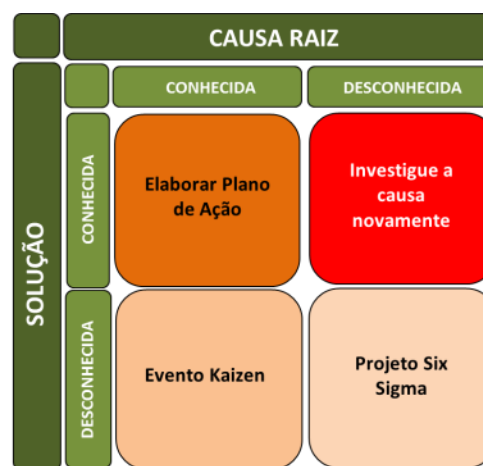 CAUSA RAIZ
CONHECIDA
DESCONHECIDA
SOLUÇÃO
CONHECIDA
Elaborar Plano
de Ação
Investigue a
causa
novamente
DESCONHECIDA
Evento Kaizen
Projeto Six
Sigma